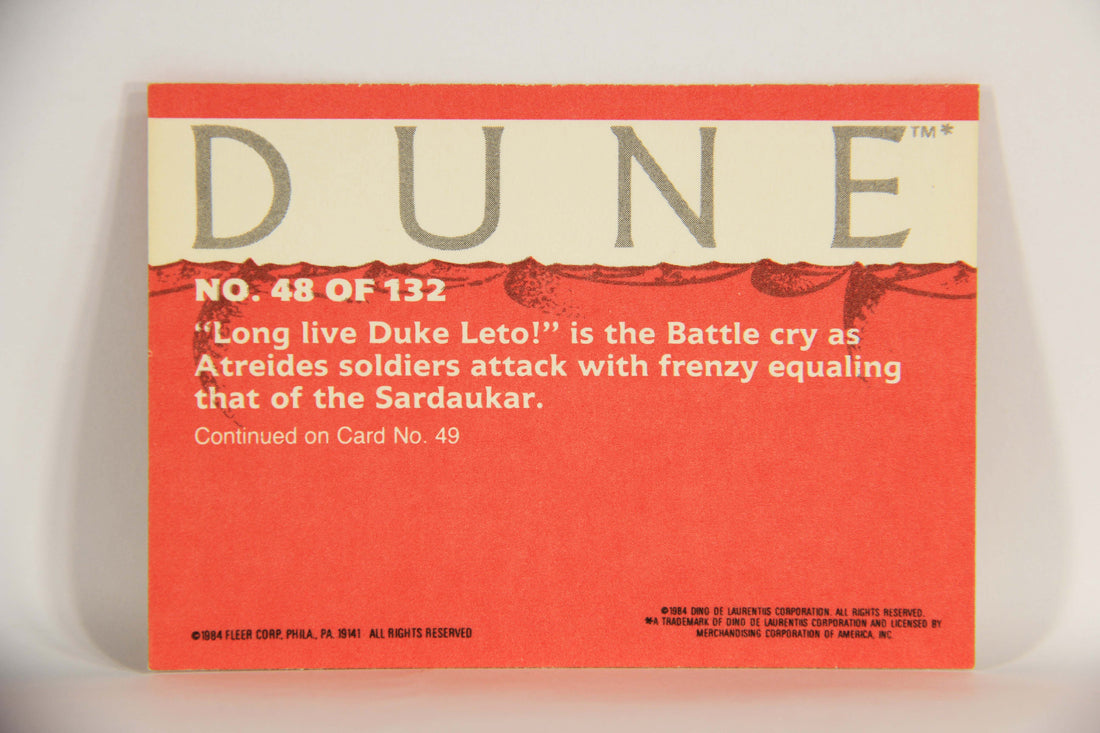 DUNE™*
NO. 48 OF 132
“Long live Duke Leto!” is the Battle cry as
Atreides soldiers attack with frenzy equaling
that of the Sardaukar.
Continued on Card No. 49
©1984 FLEER CORP., PHILA., PA. 19141 ALL RIGHTS RESERVED
©1984 DINO DE LAURENTIIS CORPORATION. ALL RIGHTS RESERVED.
*A TRADEMARK OF DINO DE LAURENTIIS CORPORATION AND LICENSED BY
MERCHANDISING CORPORATION OF AMERICA, INC.